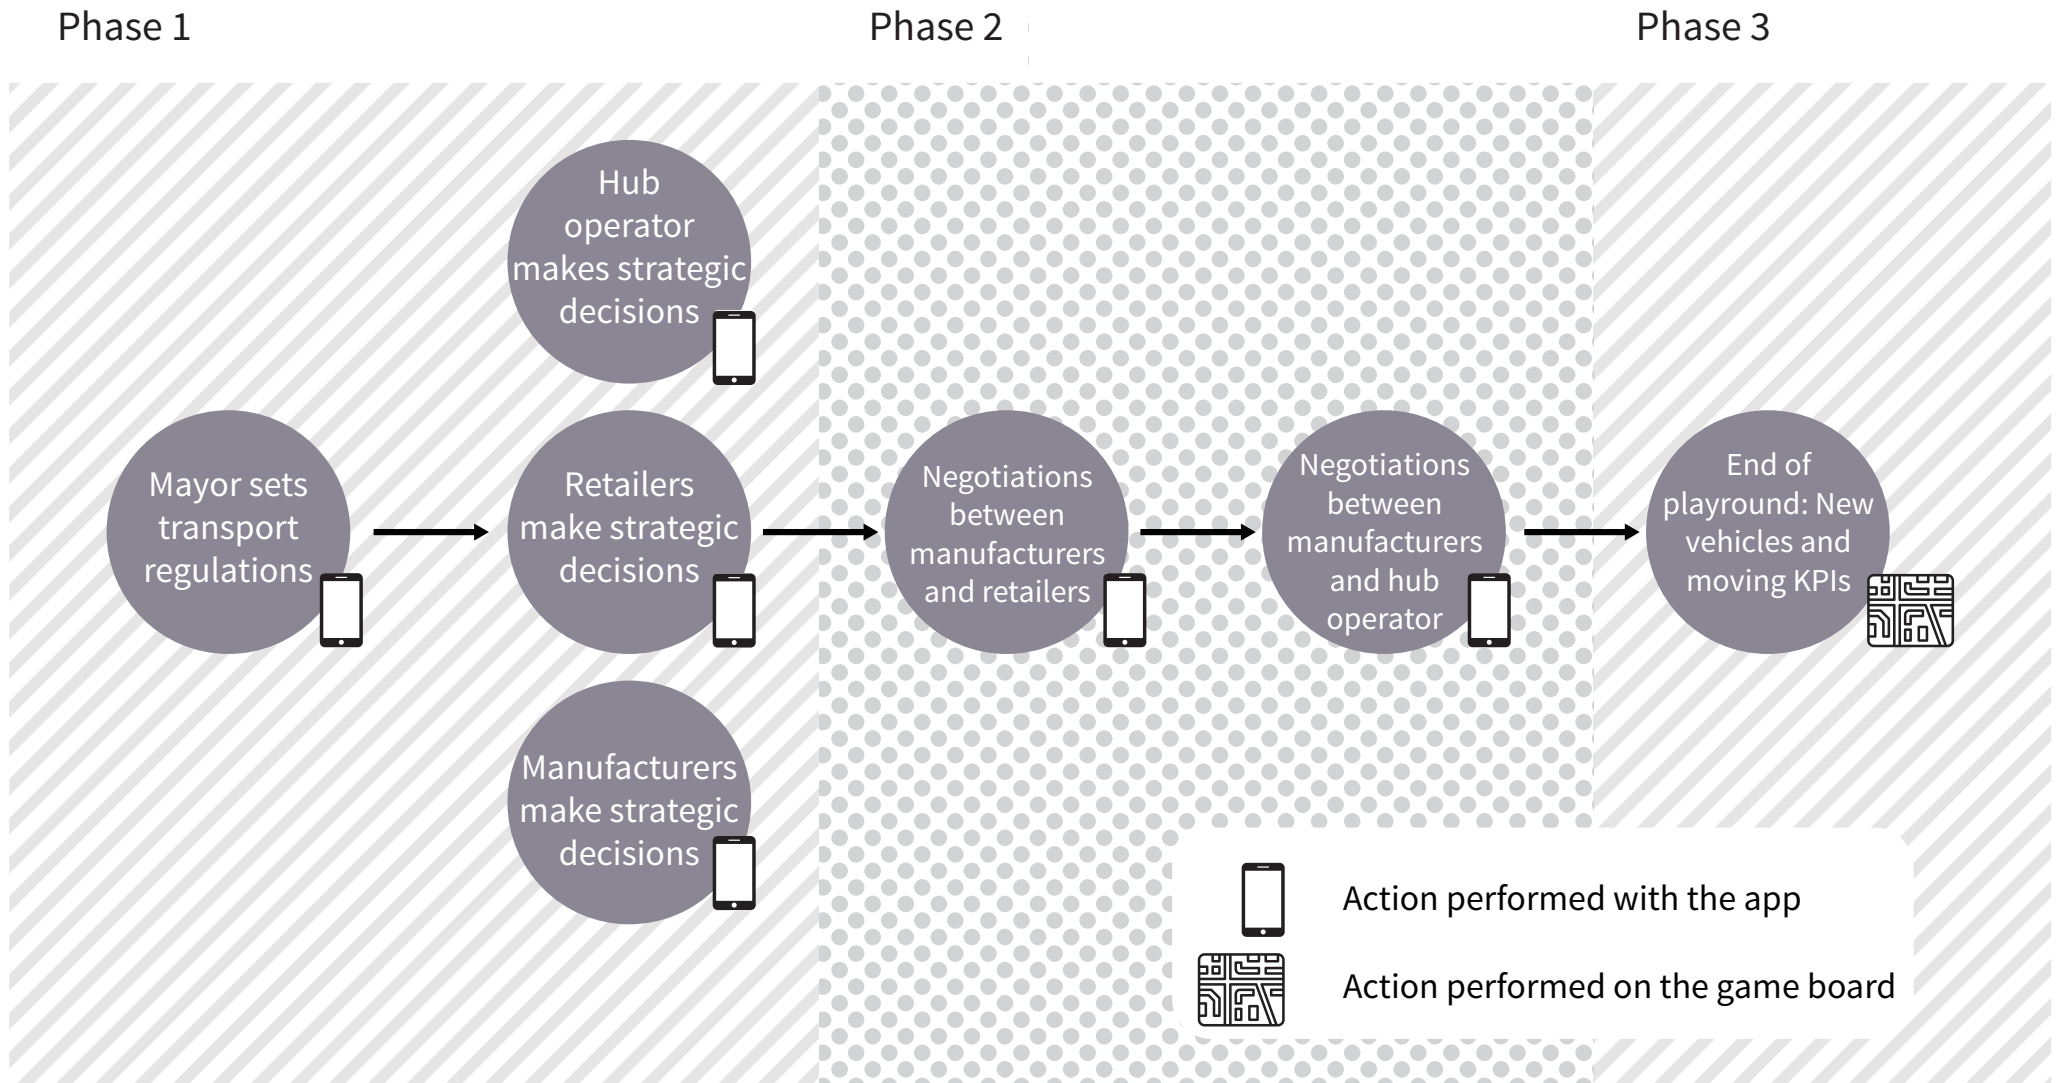 Phase 1
Phase 2
Phase 3
Hub
operator
makes strategic
decisions
Mayor sets
transport
regulations
Retailers
make strategic
decisions
Manufacturers
make strategic
decisions
Negotiations
between
manufacturers
and retailers
Negotiations
between
manufacturers
and hub
operator
End of
playround: New
vehicles and
moving KPIs
Action performed with the app
Action performed on the game board